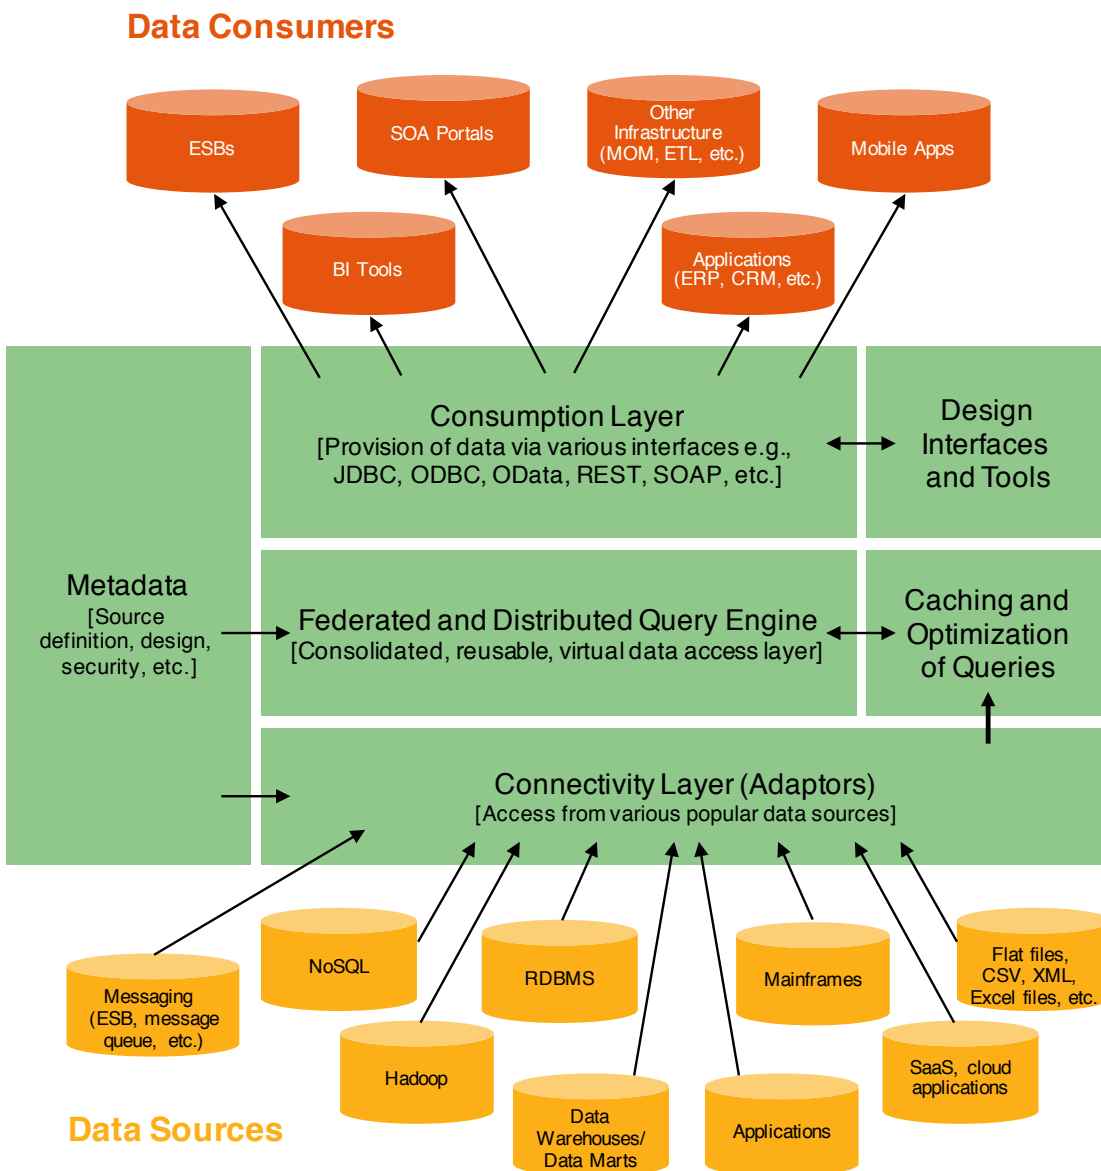 Data Consumers
ESBs
SOA Portals
Other
Infrastructure
(MOM, ETL, etc.)
Mobile Apps
BI Tools
Applications
(ERP, CRM, etc.)
Consumption Layer
[Provision of data via various interfaces e.g.,
JDBC, ODBC, OData, REST, SOAP, etc.]
Design
Interfaces
and Tools
Metadata
[Source
definition, design,
security, etc.]
Federated and Distributed Query Engine
[Consolidated, reusable, virtual data access layer]
Caching and
Optimization
of Queries
Connectivity Layer (Adaptors)
[Access from various popular data sources]
Messaging
(ESB, message
queue, etc.)
NoSQL
Hadoop
RDBMS
Data
Warehouses/
Data Marts
Applications
Mainframes
SaaS, cloud
applications
Flat files,
CSV, XML,
Excel files, etc.
Data Sources